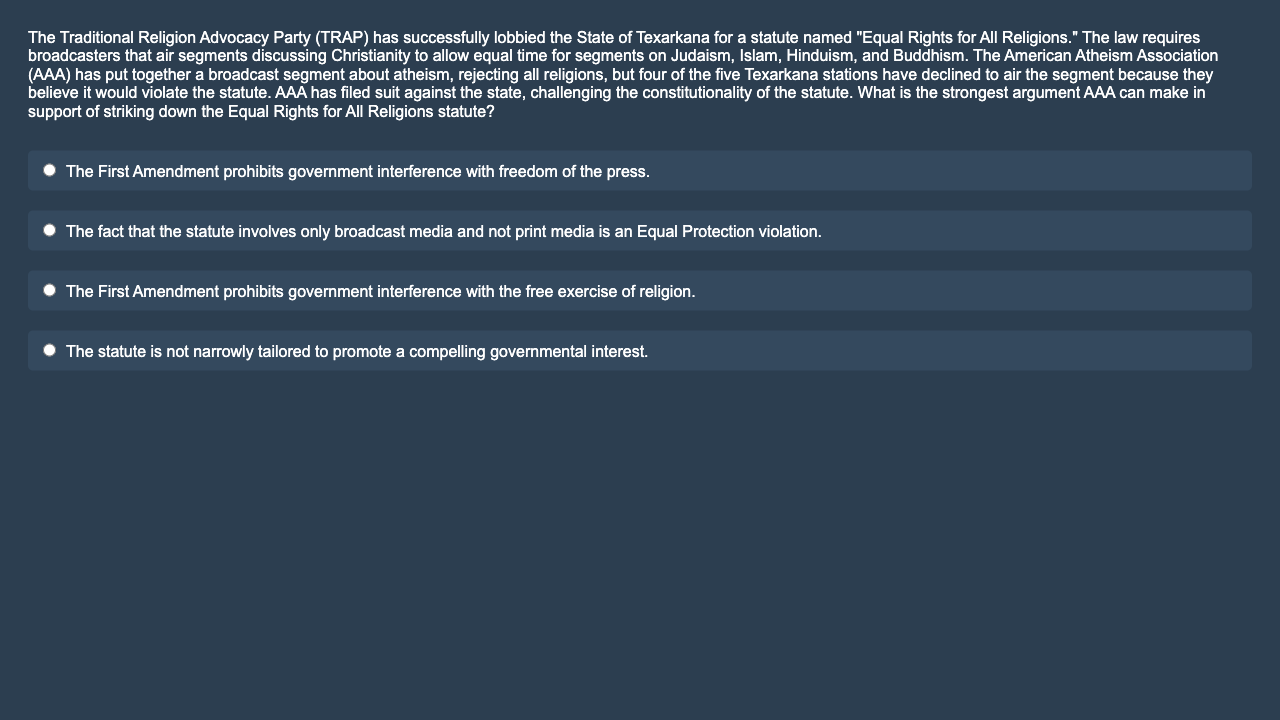 The Traditional Religion Advocacy Party (TRAP) has successfully lobbied the State of Texarkana for a statute named "Equal Rights for All Religions." The law requires
broadcasters that air segments discussing Christianity to allow equal time for segments on Judaism, Islam, Hinduism, and Buddhism. The American Atheism Association
(AAA) has put together a broadcast segment about atheism, rejecting all religions, but four of the five Texarkana stations have declined to air the segment because they
believe it would violate the statute. AAA has filed suit against the state, challenging the constitutionality of the statute. What is the strongest argument AAA can make in
support of striking down the Equal Rights for All Religions statute?
The First Amendment prohibits government interference with freedom of the press.
The fact that the statute involves only broadcast media and not print media is an Equal Protection violation.
The First Amendment prohibits government interference with the free exercise of religion.
The statute is not narrowly tailored to promote a compelling governmental interest.